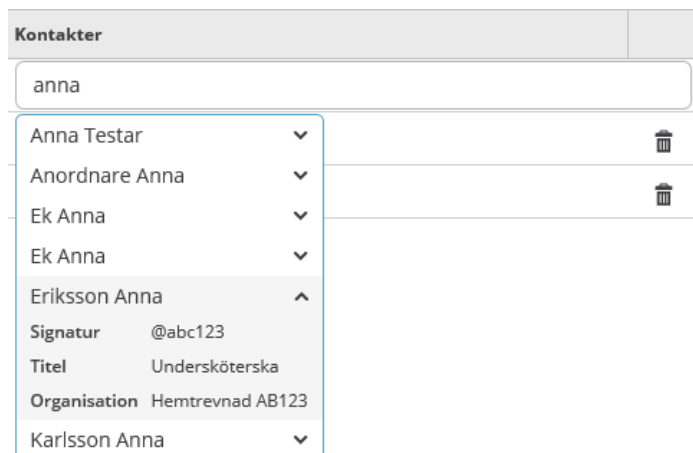 Kontakter
anna
Anna Testar
Anordnare Anna
Ek Anna
Ek Anna
Eriksson Anna
Signatur @abc123
Titel Undersköterska
Organisation Hemtrevnad AB123
Karlsson Anna